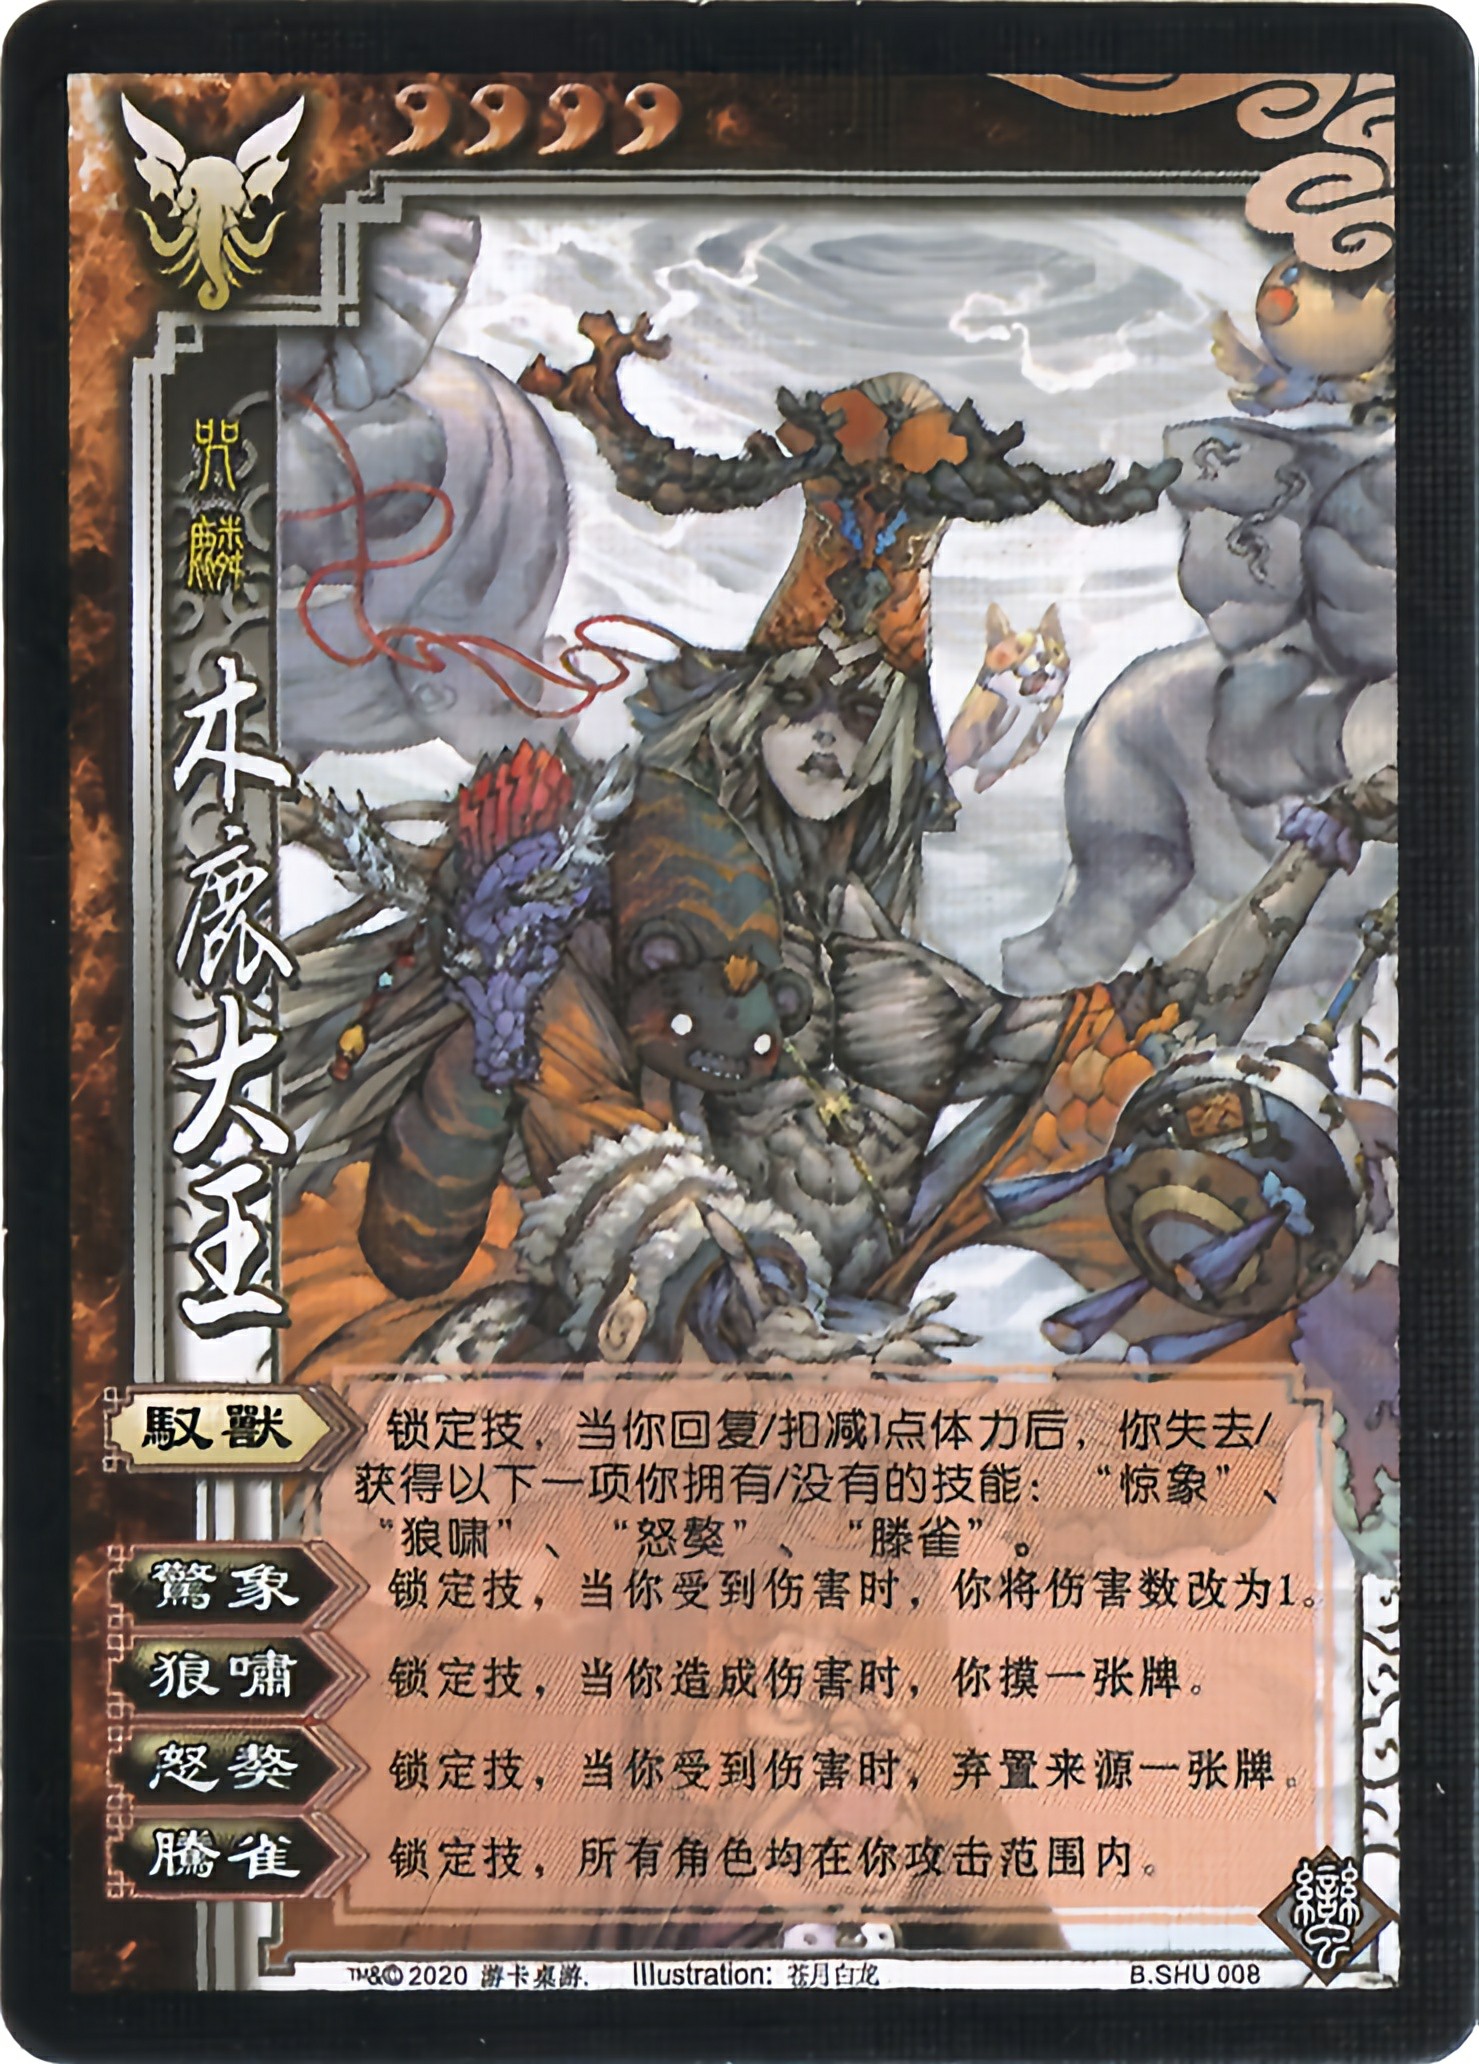 咒麟
木鹿大王
馭獸
锁定技，当你回复/扣减1点体力后，你失去/
获得以下一项你拥有/没有的技能：“惊象”、
“狼啸”、“怒獒”、“滕雀”。
驚象
锁定技，当你受到伤害时，你将伤害数改为1。
狼嘯
锁定技，当你造成伤害时，你摸一张牌。
怒獒
锁定技，当你受到伤害时，弃置来源一张牌。
騰雀
锁定技，所有角色均在你攻击范围内。
™&© 2020 游卡桌游. Illustration: 苍月白龙
B.SHU 008